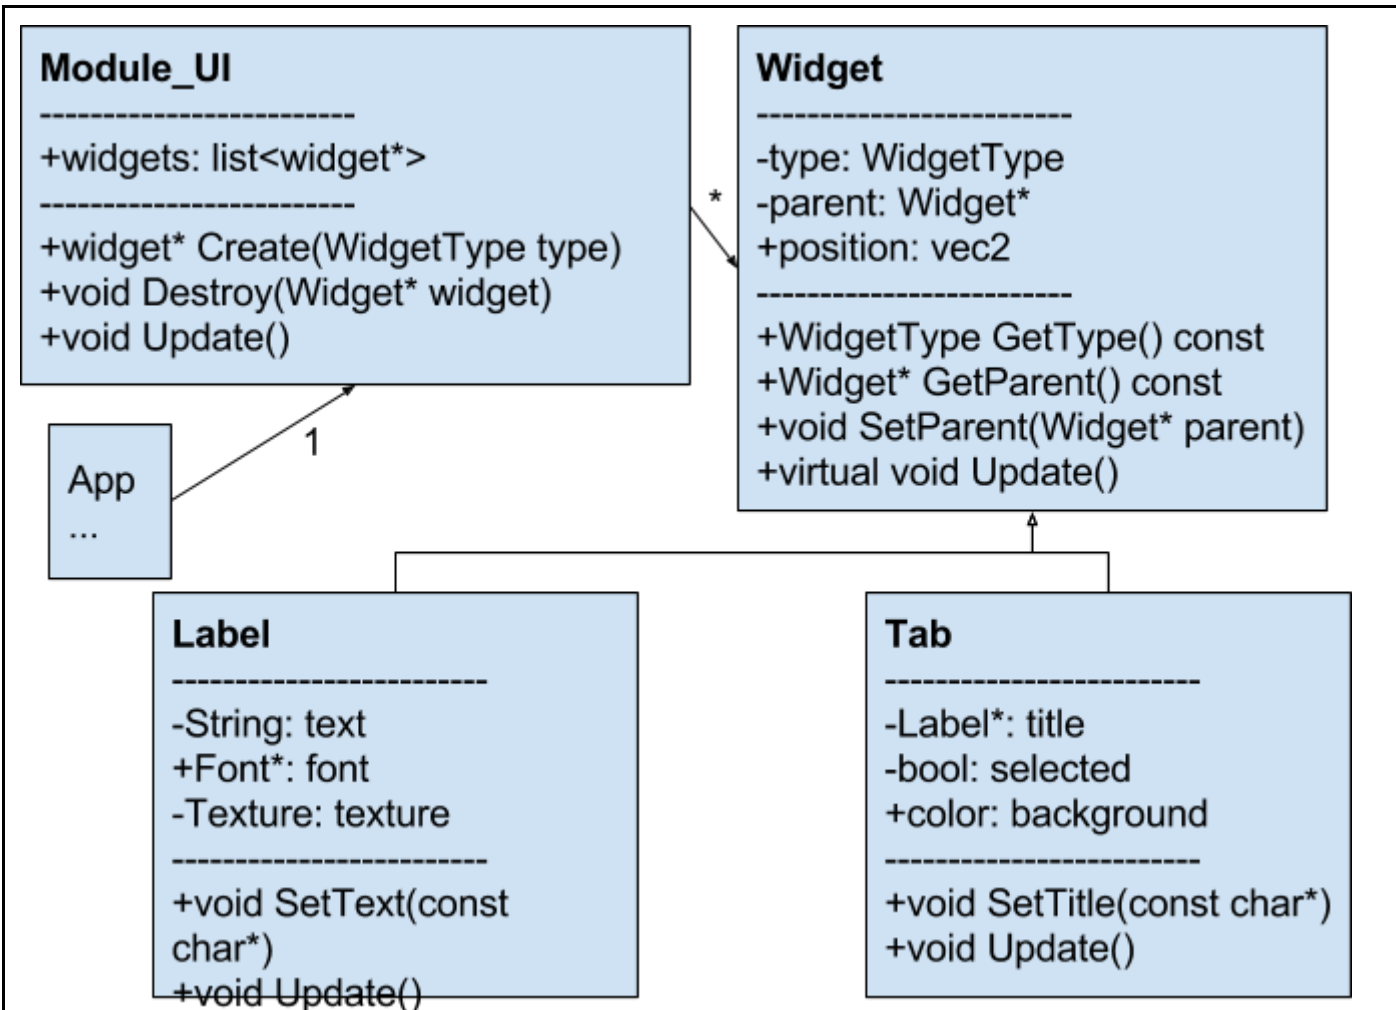 Module_UI
-------------------------
+widgets: list<widget*>
-------------------------
+widget* Create(WidgetType type)
+void Destroy(Widget* widget)
+void Update()
Widget
-------------------------
-type: WidgetType
-parent: Widget*
+position: vec2
-------------------------
+WidgetType GetType() const
+Widget* GetParent() const
+void SetParent(Widget* parent)
+virtual void Update()
*
1
App
...
Label
-------------------------
-String: text
+Font*: font
-Texture: texture
-------------------------
+void SetText(const
char*)
+void Update()
Tab
-------------------------
-Label*: title
-bool: selected
+color: background
-------------------------
+void SetTitle(const char*)
+void Update()